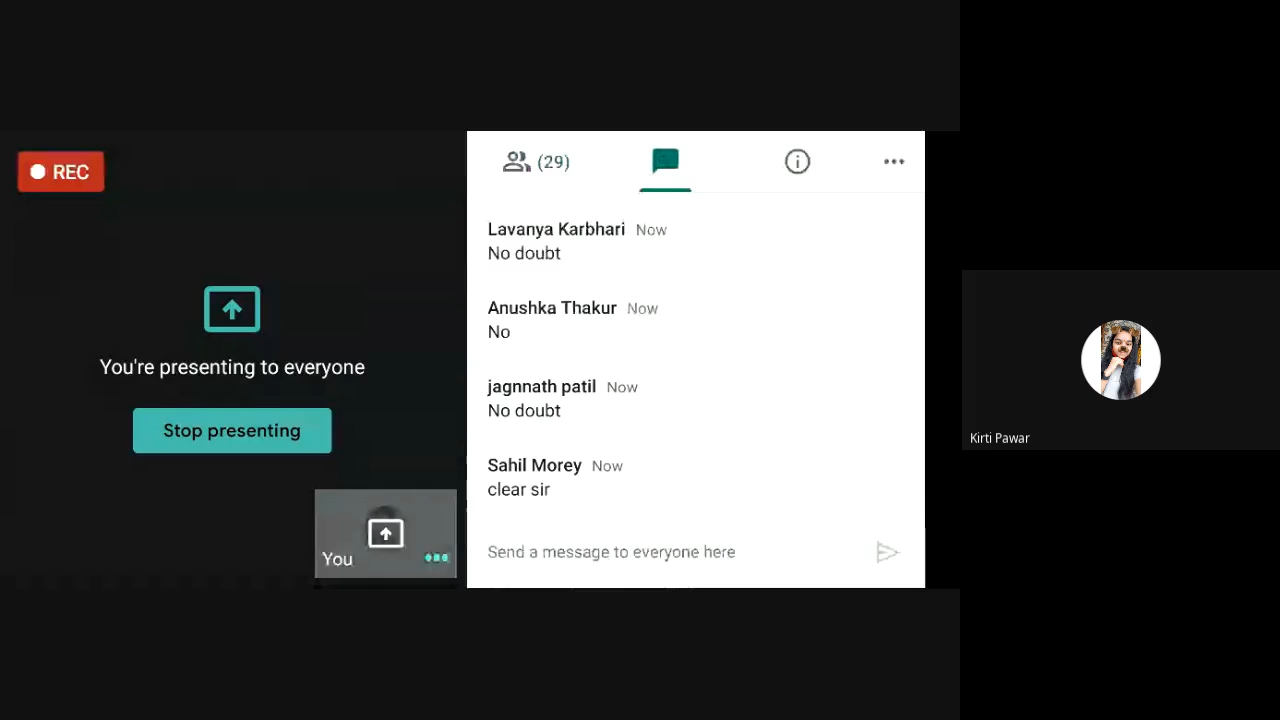 REC
You're presenting to everyone
Stop presenting
You
(29)
Lavanya Karbhari Now
No doubt
Anushka Thakur Now
No
jagnnath patil Now
No doubt
Sahil Morey Now
clear sir
Send a message to everyone here
Kirti Pawar